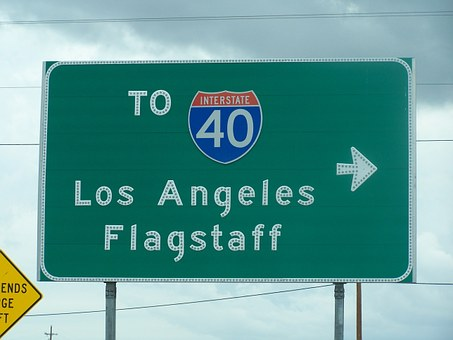 TO
INTERSTATE
40
Los Angeles
Flagstaff
ENDS